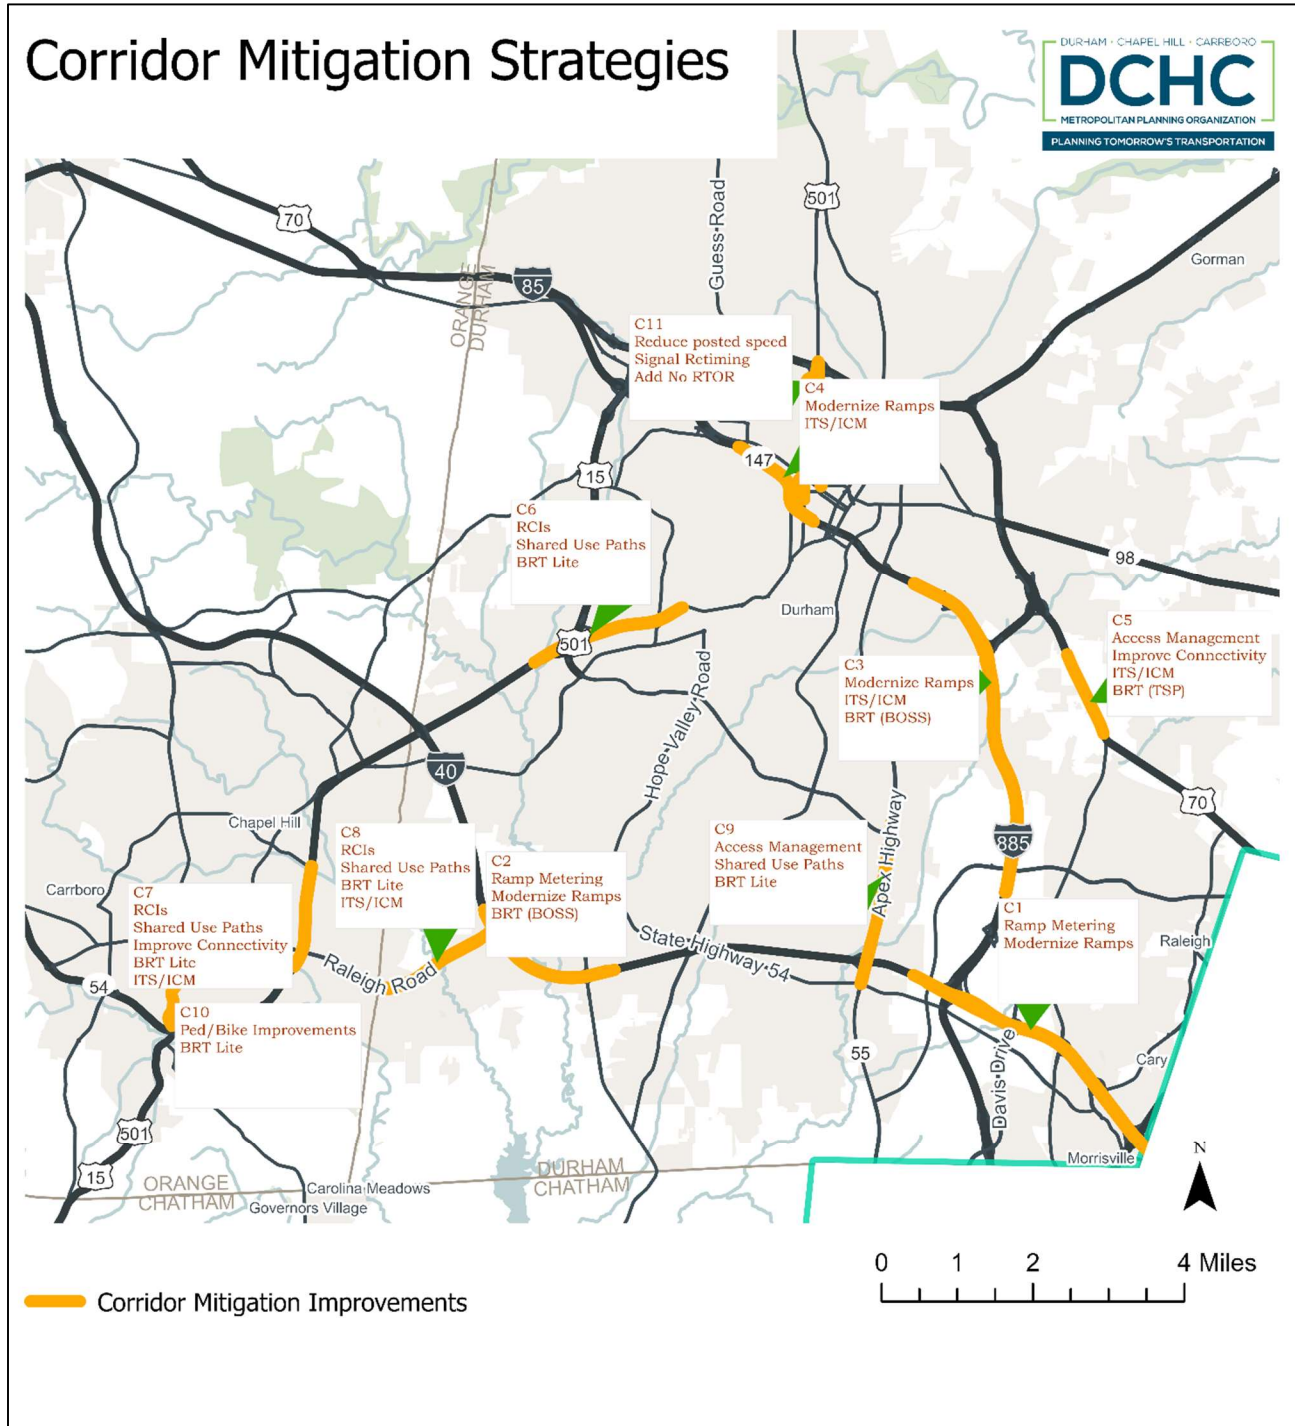 Corridor Mitigation Strategies
DURHAM · CHAPEL HILL · CARRBORO
DCHC
METROPOLITAN PLANNING ORGANIZATION
PLANNING TOMORROW'S TRANSPORTATION
70
501
Guess Road
Gorman
ORANGE
DURHAM
85
C11
Reduce posted speed
Signal Retiming
Add No RTOR
C4
Modernize Ramps
ITS/ICM
147
15
C6
RCIs
Shared Use Paths
BRT Lite
98
Durham
501
C5
Access Management
Improve Connectivity
ITS/ICM
BRT (TSP)
C3
Modernize Ramps
ITS/ICM
BRT (BOSS)
Hope Valley Road
40
70
Apex Highway
885
Chapel Hill
C8
RCIs
Shared Use Paths
BRT Lite
ITS/ICM
C2
Ramp Metering
Modernize Ramps
BRT (BOSS)
C9
Access Management
Shared Use Paths
BRT Lite
Carrboro
C7
RCIs
Shared Use Paths
Improve Connectivity
BRT Lite
ITS/ICM
C1
Ramp Metering
Modernize Ramps
Raleigh
State Highway 54
Raleigh Road
54
C10
Ped/Bike Improvements
BRT Lite
55
Davis Drive
Cary
501
Morrisville
15
ORANGE
CHATHAM
Carolina Meadows
Governors Village
DURHAM
CHATHAM
N
0 1 2 4 Miles
Corridor Mitigation Improvements